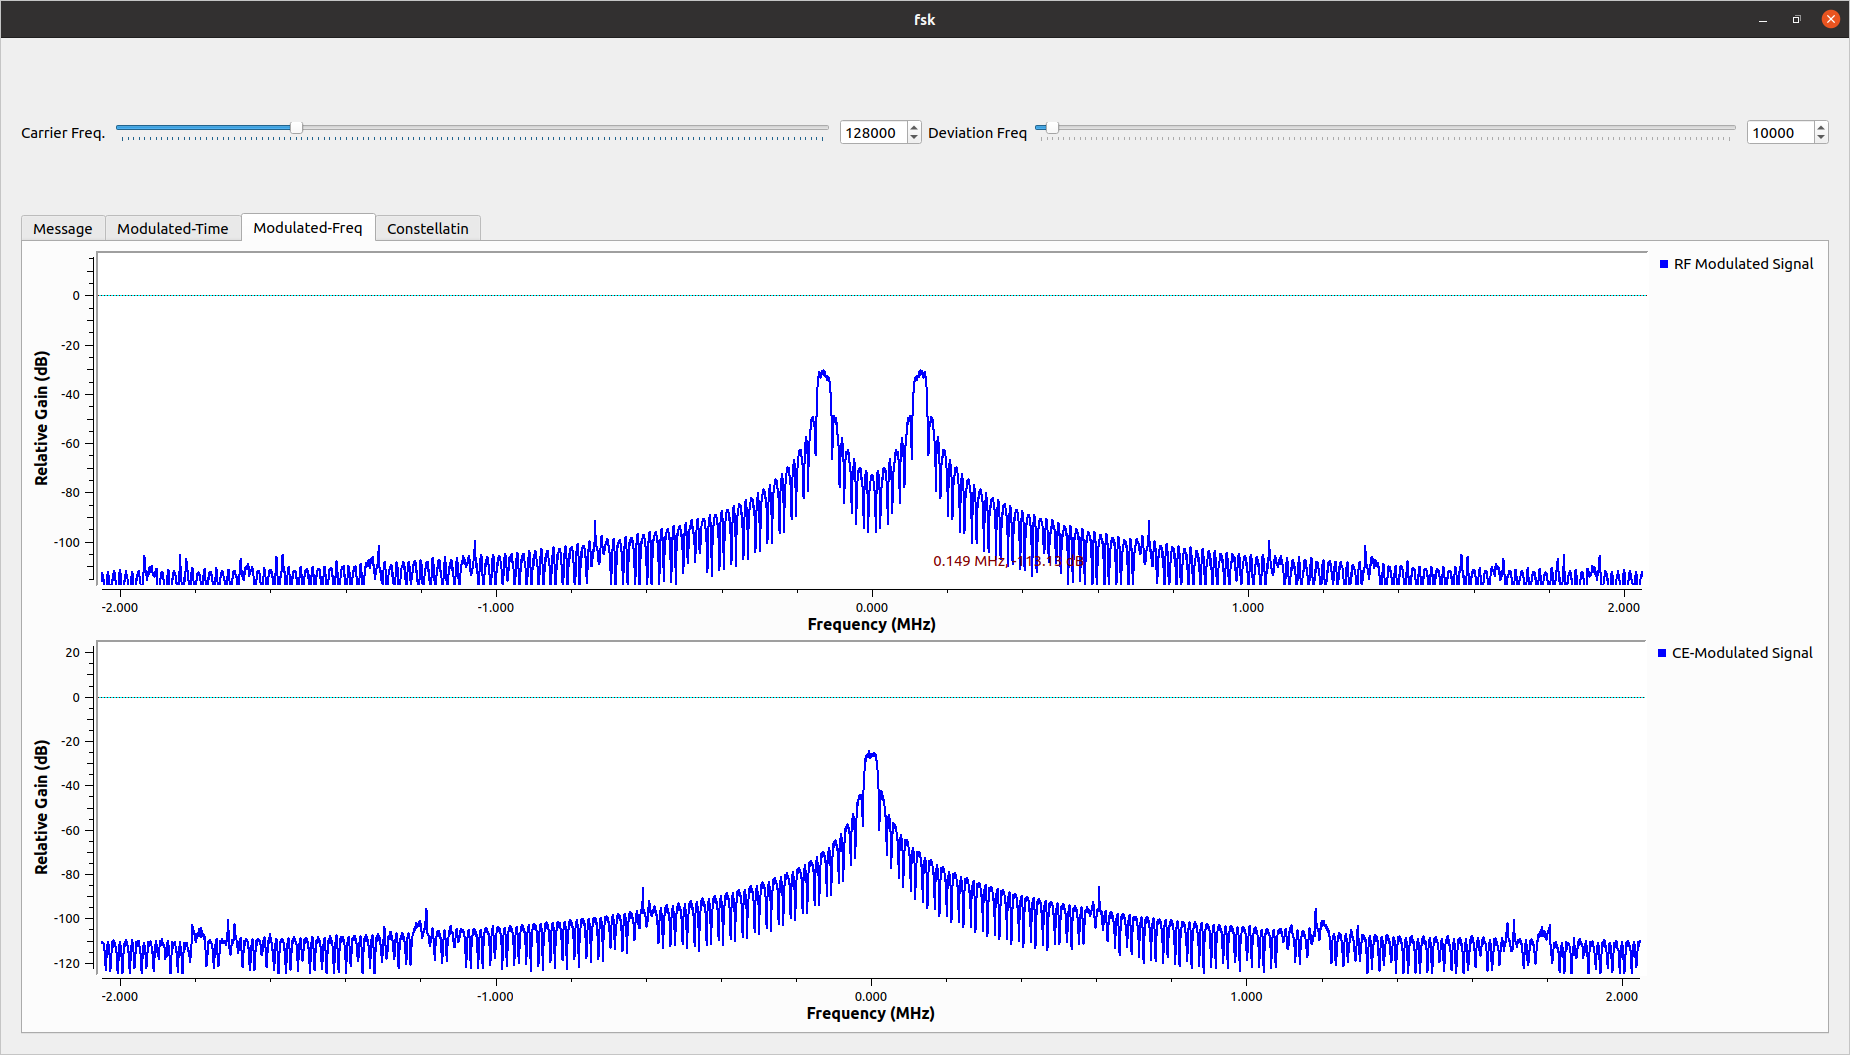 fsk
Carrier Freq. 128000 Deviation Freq 10000
Message Modulated-Time Modulated-Freq Constellatin
RF Modulated Signal
0
-20
-40
-60
-80
-100
Relative Gain (dB)
0.149 MHz, dB
-2.000 -1.000 0.000 1.000 2.000
Frequency (MHz)
CE-Modulated Signal
20
0
-20
-40
-60
-80
-100
-120
Relative Gain (dB)
-2.000 -1.000 0.000 1.000 2.000
Frequency (MHz)